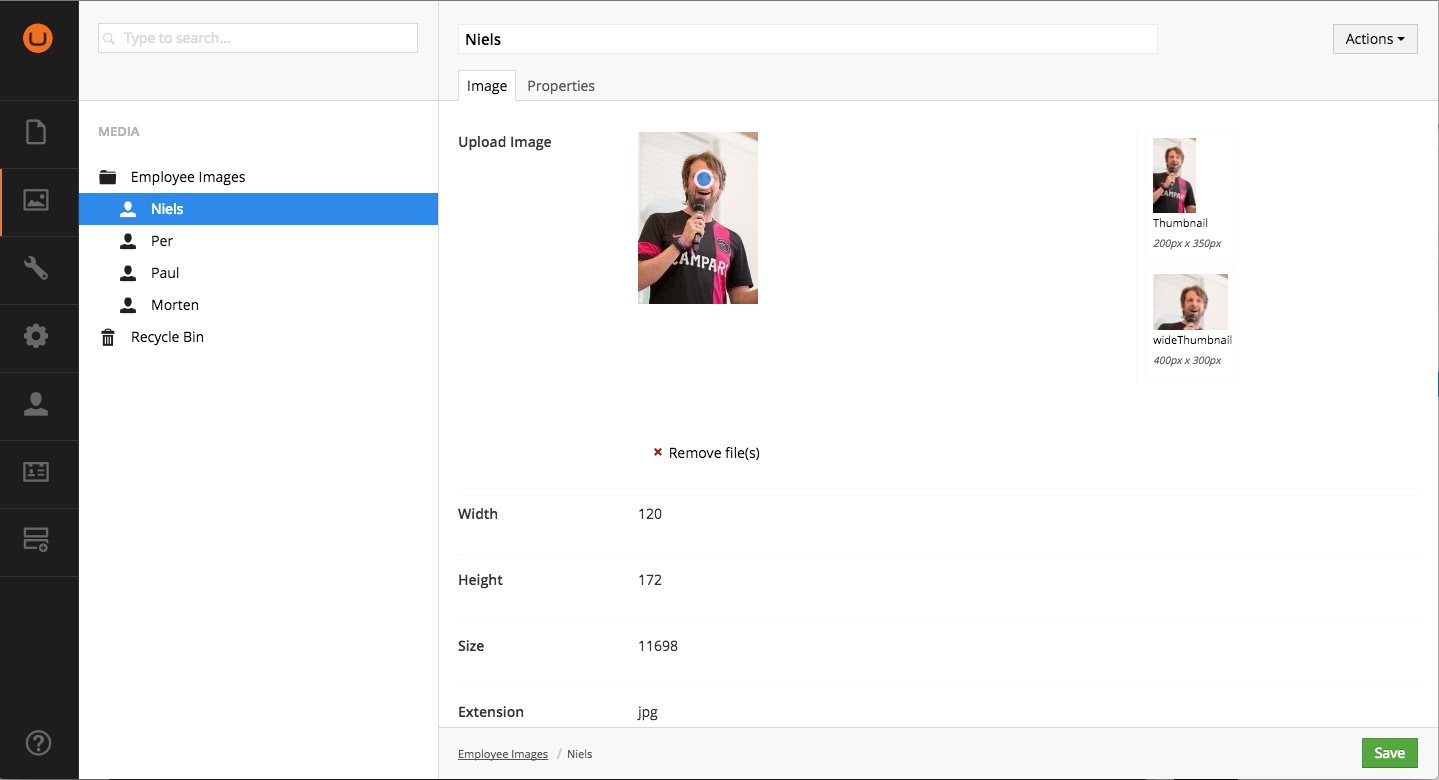 Type to search...
Niels
Actions
Image
Properties
MEDIA
Employee Images
Niels
Per
Paul
Morten
Recycle Bin
Upload Image
Thumbnail
200px x 350px
wideThumbnail
400px x 300px
Remove file(s)
Width
120
Height
172
Size
11698
Extension
jpg
Employee Images / Niels
Save